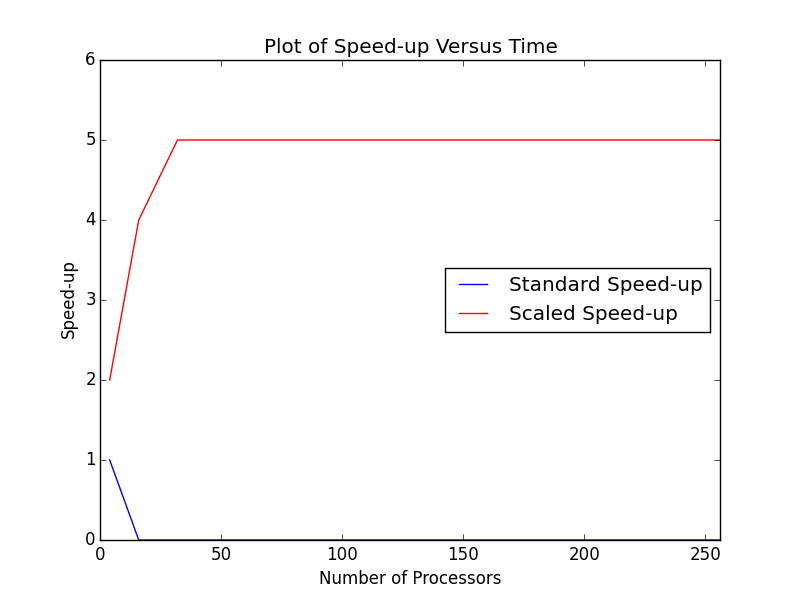 Plot of Speed-up Versus Time
6
5
4
3
2
1
0
Speed-up
Standard Speed-up
Scaled Speed-up
0 50 100 150 200 250
Number of Processors